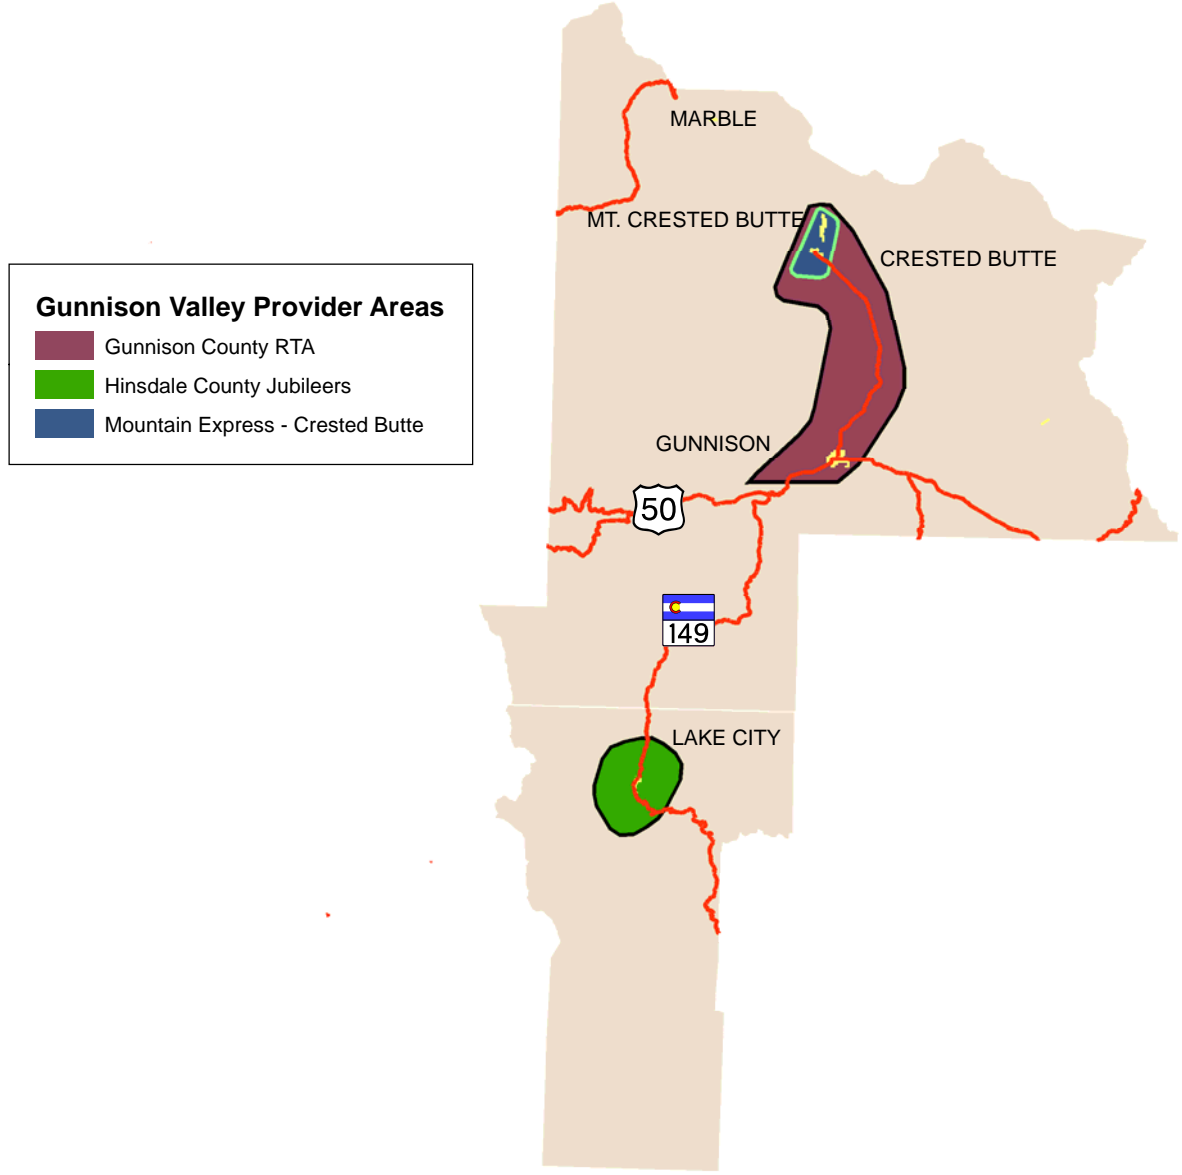 MARBLE
MT. CRESTED BUTTE
CRESTED BUTTE
Gunnison Valley Provider Areas
Gunnison County RTA
Hinsdale County Jubileers
Mountain Express - Crested Butte
GUNNISON
50
149
LAKE CITY